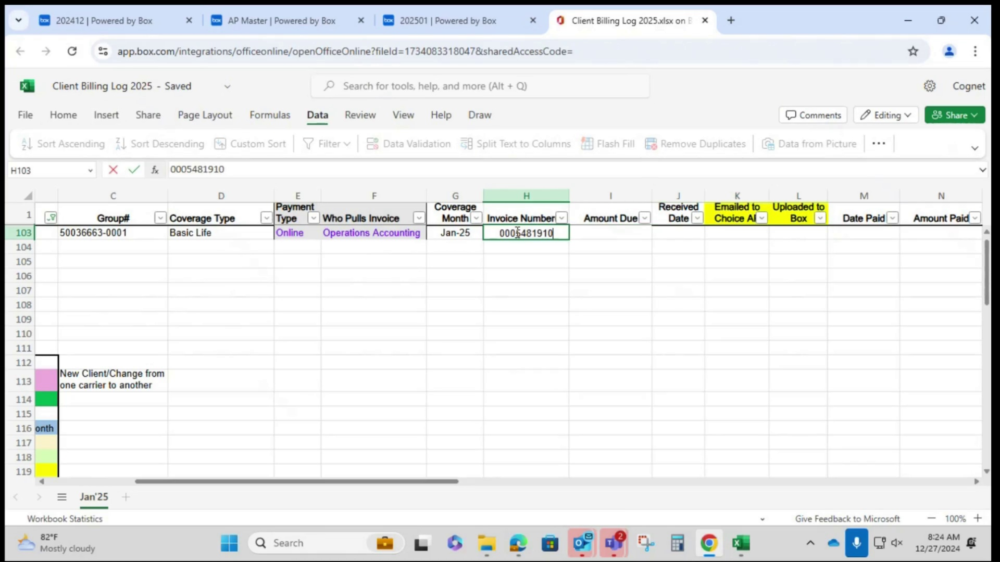 202412 | Powered by Box
AP Master | Powered by Box
202501 | Powered by Box
Client Billing Log 2025.xlsx on B
app.box.com/integrations/officeonline/openOfficeOnline?fileId=1734083318047&sharedAccessCode=
Client Billing Log 2025 - Saved
Search for tools, help, and more (Alt + Q)
Cognet
File Home Insert Share Page Layout Formulas Data Review View Help Draw
Comments Editing Share
Sort Ascending Sort Descending Custom Sort Filter Data Validation Split Text to Columns Flash Fill Remove Duplicates Data from Picture
H103 fx 0005481910
C D E F G H I J K L M N
1 Group# Coverage Type Payment Type Who Pulls Invoice Coverage Month Invoice Number Amount Due Received Date Emailed to Choice AP Uploaded to Box Date Paid Amount Paid
103 50036663-0001 Basic Life Online Operations Accounting Jan-25 0005481910
104
105
106
107
108
109
110
111
112
113 New Client/Change from
one carrier to another
114
115
116 onth
117
118
119
Jan'25
Workbook Statistics
Give Feedback to Microsoft
100%
82°F
Mostly cloudy
Search
2
8:24 AM
12/27/2024